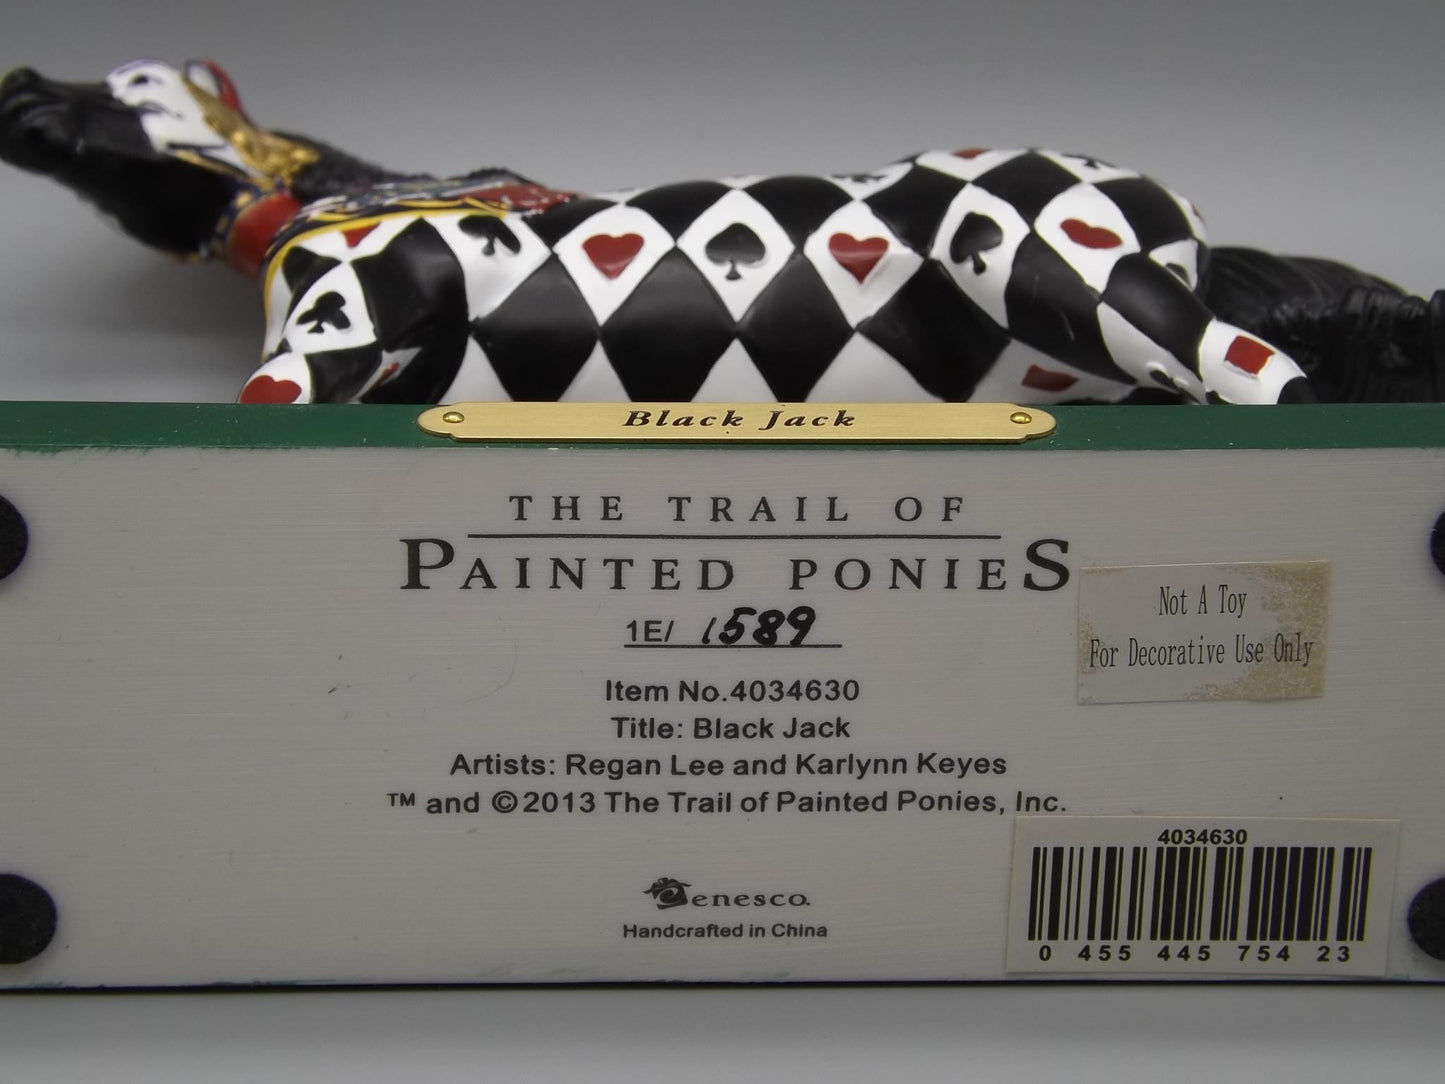 Black Jack
THE TRAIL OF
PAINTED PONIES
1E/ 1589
Not A Toy
For Decorative Use Only
Item No.4034630
Title: Black Jack
Artists: Regan Lee and Karlynn Keyes
™ and ©2013 The Trail of Painted Ponies, Inc.
enesco.
Handcrafted in China
4034630
0 455 445 754 23